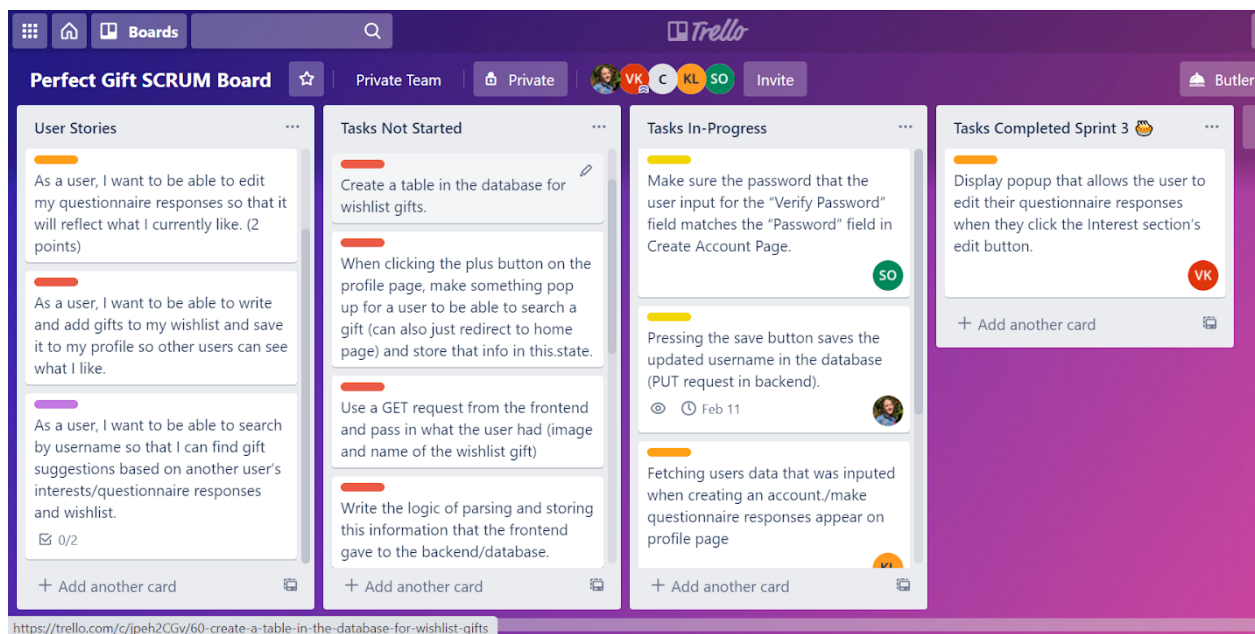 Boards
Trello
Perfect Gift SCRUM Board
Private Team
Private
VK
C
KL
SO
Invite
Butler
User Stories
As a user, I want to be able to edit
my questionnaire responses so that it
will reflect what I currently like. (2
points)
As a user, I want to be able to write
and add gifts to my wishlist and save
it to my profile so other users can see
what I like.
As a user, I want to be able to search
by username so that I can find gift
suggestions based on another user's
interests/questionnaire responses
and wishlist.
0/2
+ Add another card
Tasks Not Started
Create a table in the database for
wishlist gifts.
When clicking the plus button on the
profile page, make something pop
up for a user to be able to search a
gift (can also just redirect to home
page) and store that info in this.state.
Use a GET request from the frontend
and pass in what the user had (image
and name of the wishlist gift)
Write the logic of parsing and storing
this information that the frontend
gave to the backend/database.
+ Add another card
Tasks In-Progress
Make sure the password that the
user input for the “Verify Password”
field matches the “Password” field in
Create Account Page.
SO
Pressing the save button saves the
updated username in the database
(PUT request in backend).
Feb 11
Fetching users data that was inputed
when creating an account./make
questionnaire responses appear on
profile page
KL
+ Add another card
Tasks Completed Sprint 3
Display popup that allows the user to
edit their questionnaire responses
when they click the Interest section's
edit button.
VK
+ Add another card
https://trello.com/c/jpeh2CGv/60-create-a-table-in-the-database-for-wishlist-gifts